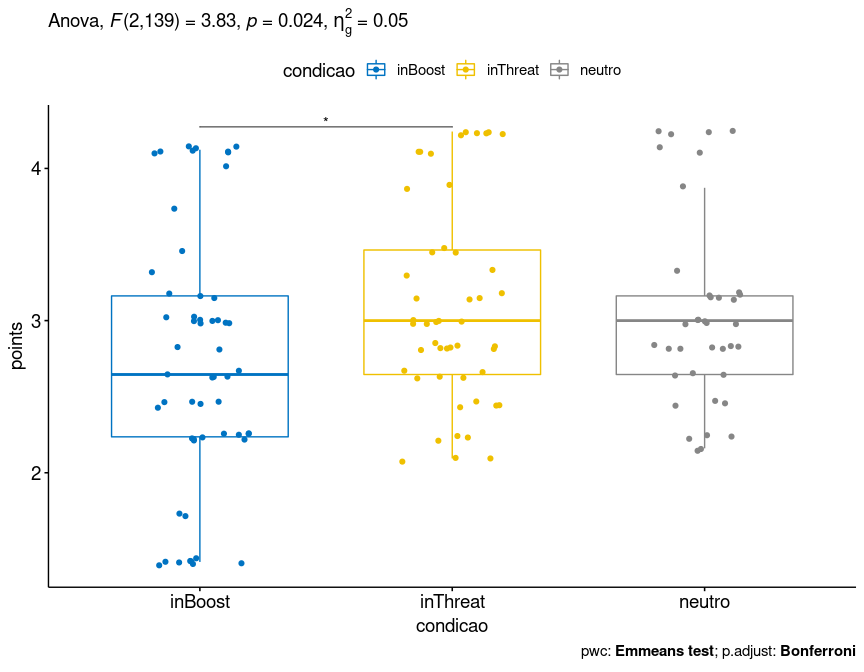 Anova, F(2,139) = 3.83, p = 0.024, η²g = 0.05
condicao inBoost inThreat neutro
*
4
3
2
points
inBoost inThreat neutro
condicao
pwc: Emmeans test; p.adjust: Bonferroni